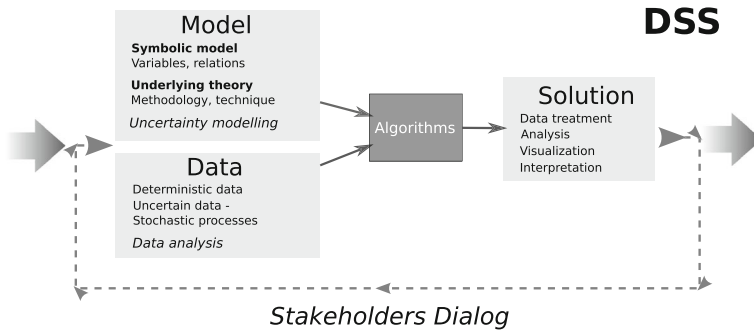 DSS
Model
Symbolic model
Variables, relations
Underlying theory
Methodology, technique
Uncertainty modelling
Data
Deterministic data
Uncertain data -
Stochastic processes
Data analysis
Algorithms
Solution
Data treatment
Analysis
Visualization
Interpretation
Stakeholders Dialog